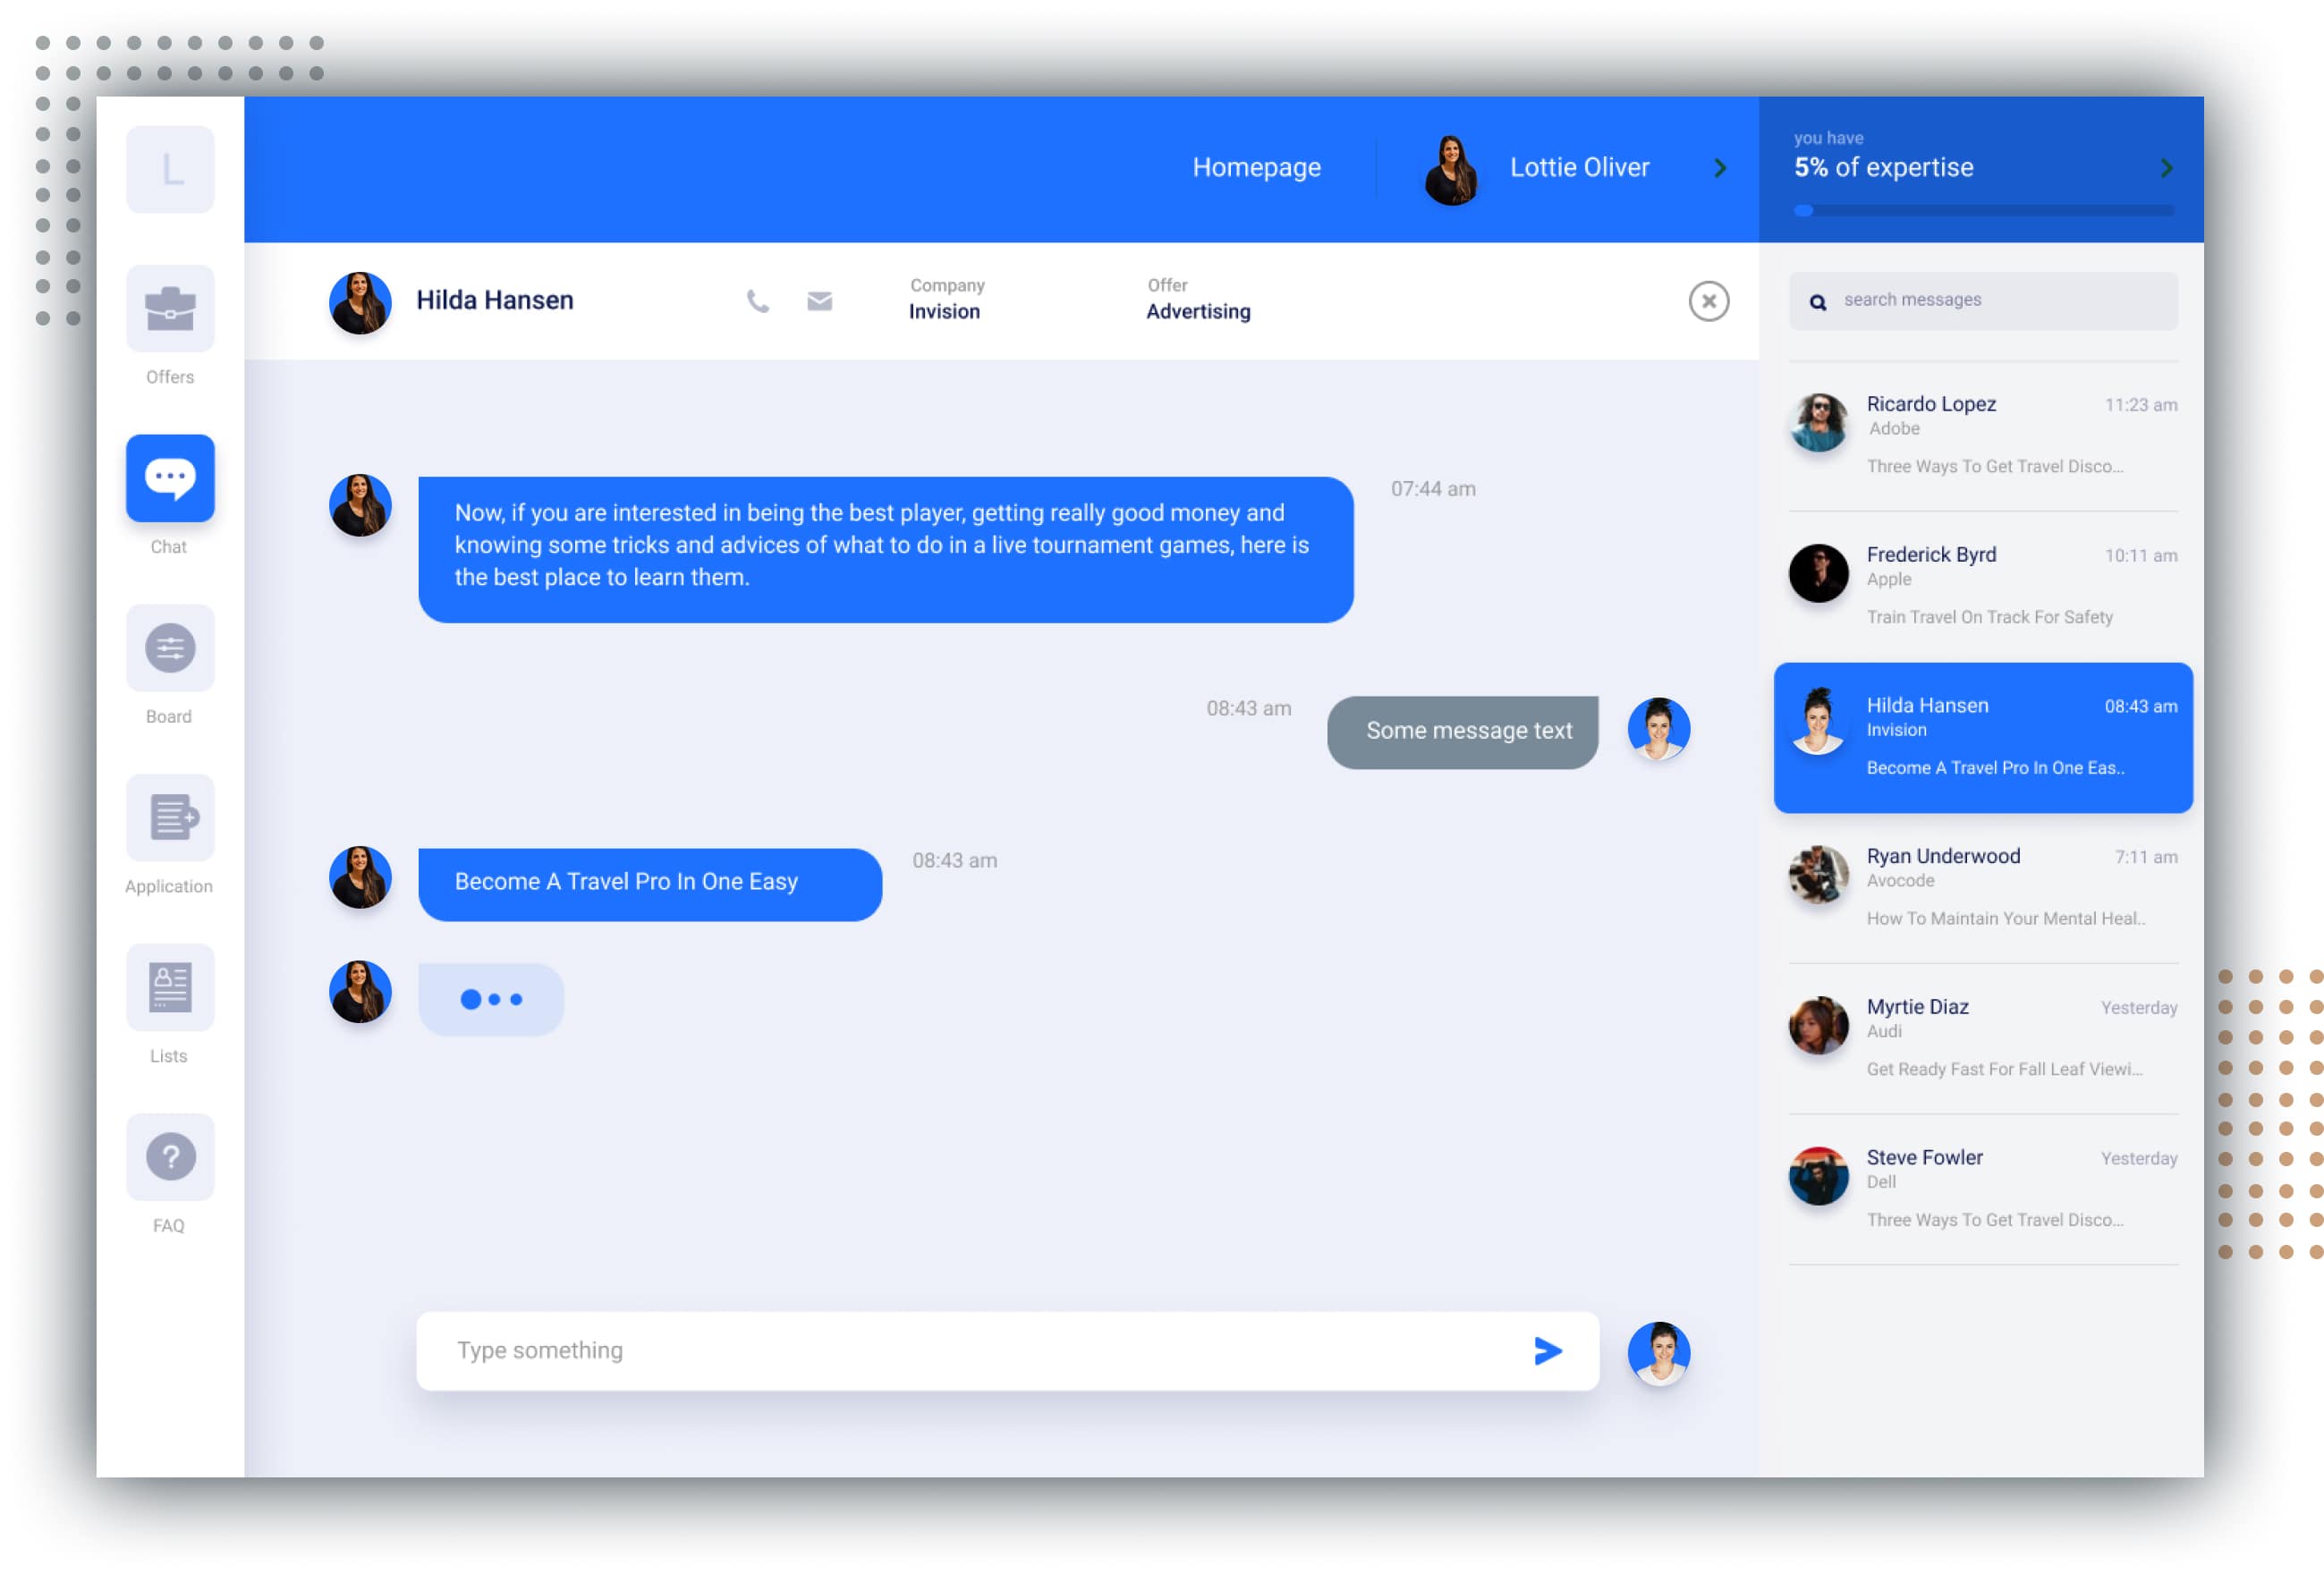 L
Offers
Chat
Board
Application
Lists
FAQ
Homepage
Lottie Oliver
you have
5% of expertise
Hilda Hansen
Company
Invision
Offer
Advertising
Now, if you are interested in being the best player, getting really good money and
knowing some tricks and advices of what to do in a live tournament games, here is
the best place to learn them.
07:44 am
08:43 am
Some message text
Become A Travel Pro In One Easy
08:43 am
Type something
search messages
Ricardo Lopez
11:23 am
Adobe
Three Ways To Get Travel Disco...
Frederick Byrd
10:11 am
Apple
Train Travel On Track For Safety
Hilda Hansen
08:43 am
Invision
Become A Travel Pro In One Eas..
Ryan Underwood
7:11 am
Avocode
How To Maintain Your Mental Heal..
Myrtie Diaz
Yesterday
Audi
Get Ready Fast For Fall Leaf Viewi...
Steve Fowler
Yesterday
Dell
Three Ways To Get Travel Disco...